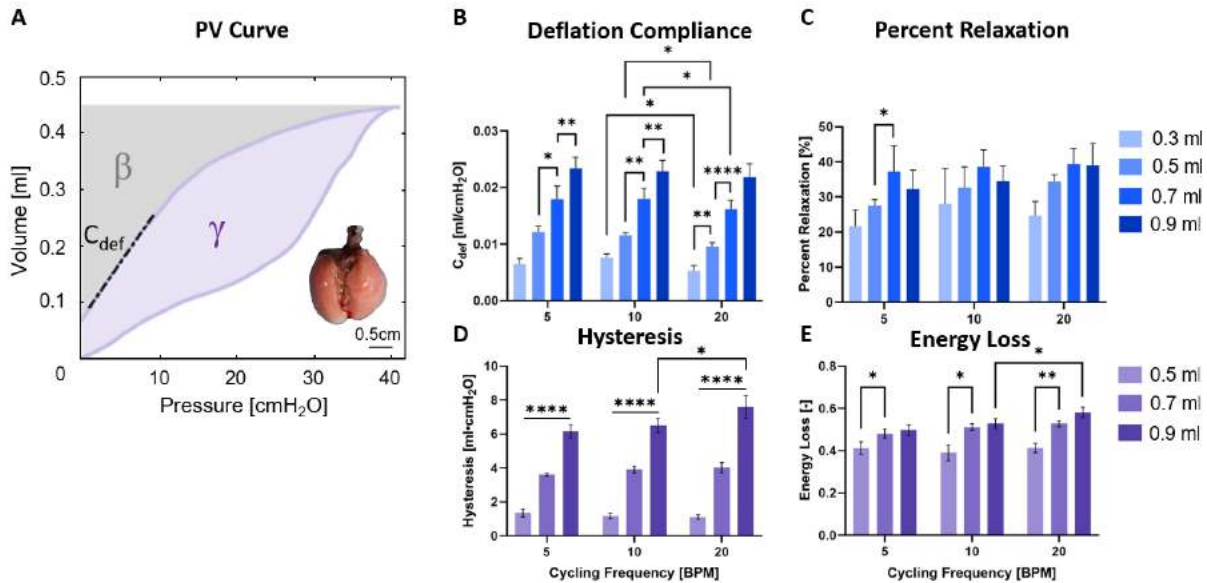 A
PV Curve
Volume [ml]
0.5
0.4
0.3
0.2
0.1
0
10
20
30
40
Pressure [cmH₂O]
β
γ
Cdef
0.5cm
B
Deflation Compliance
Cdef [ml/cmH₂O]
0.03
0.02
0.01
0.00
5
10
20
*
**
*
**
**
*
*
*
**
****
C
Percent Relaxation
Percent Relaxation [%]
50
40
30
20
10
0
5
10
20
*
0.3 ml
0.5 ml
0.7 ml
0.9 ml
D
Hysteresis
Hysteresis [ml•cmH₂O]
10
8
6
4
2
0
5
10
20
Cycling Frequency [BPM]
****
****
*
****
E
Energy Loss
Energy Loss [-]
0.8
0.6
0.4
0.2
0.0
5
10
20
Cycling Frequency [BPM]
*
*
*
**
0.5 ml
0.7 ml
0.9 ml